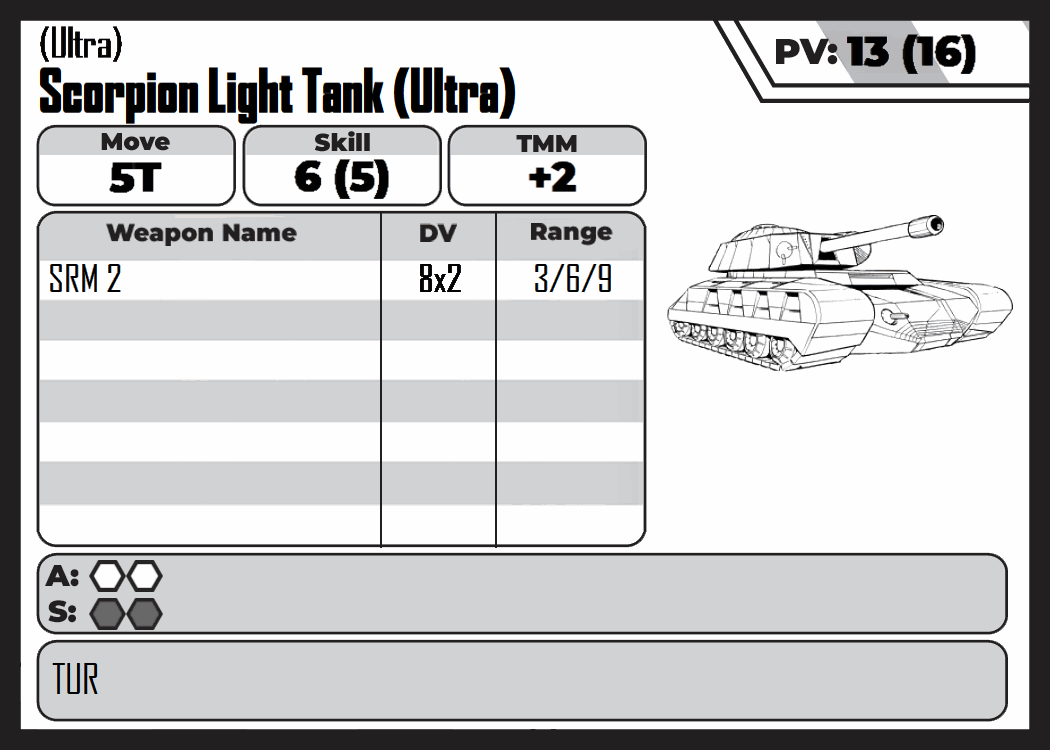 (Ultra)
Scorpion Light Tank (Ultra)
PV: 13 (16)
Move Skill TMM
5T 6 (5) +2
Weapon Name DV Range
SRM 2 8x2 3/6/9
A:
S:
TUR